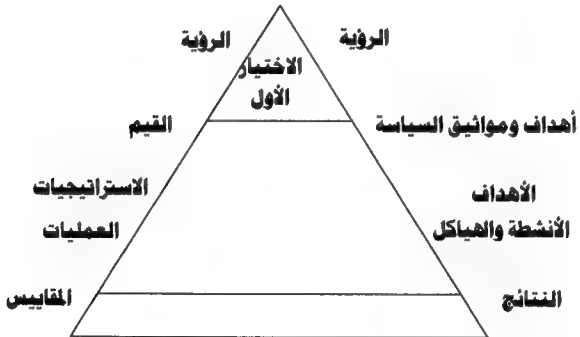 الرؤية
الرؤية
الاختيار
الأول
أهداف ومواثيق السياسة
القيم
الأهداف
الاستراتيجيات
الأنشطة والهياكل
العمليات
النتائج
المقاييس